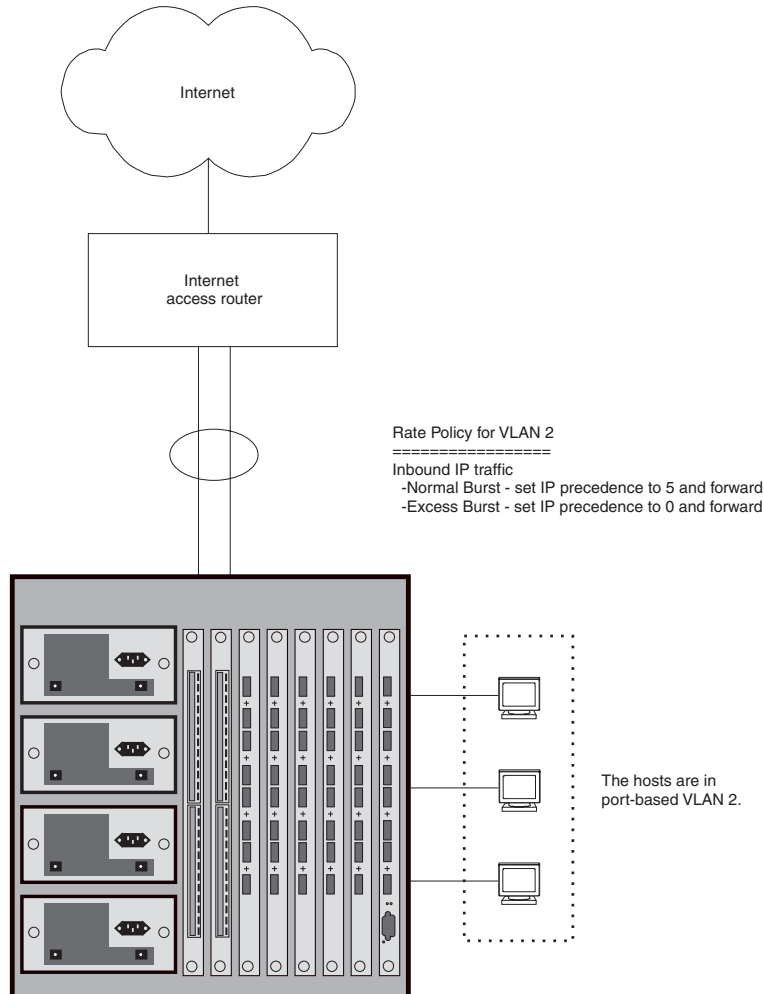 Internet
Internet
access router
Rate Policy for VLAN 2
=================
Inbound IP traffic
-Normal Burst - set IP precedence to 5 and forward
-Excess Burst - set IP precedence to 0 and forward
The hosts are in
port-based VLAN 2.